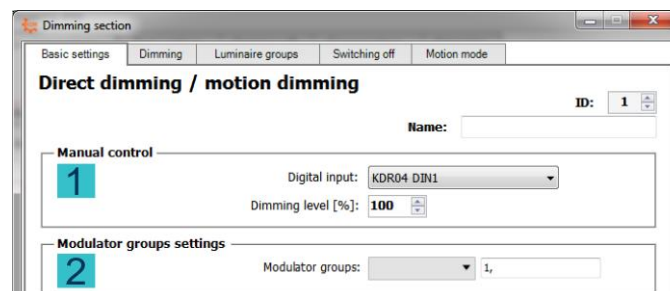 Dimming section
Basic settings Dimming Luminaire groups Switching off Motion mode
Direct dimming / motion dimming
ID: 1
Name:
Manual control
1
Digital input: KDR04 DIN1
Dimming level [%]: 100
Modulator groups settings
2
Modulator groups: 1,